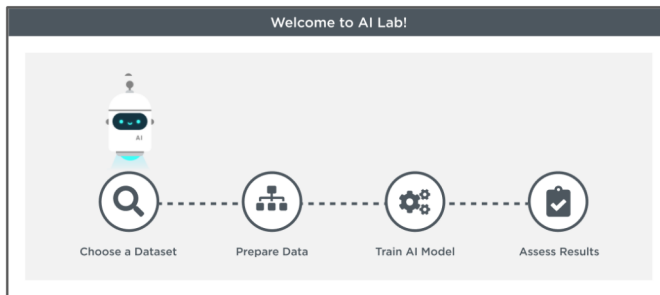 Welcome to AI Lab!
AI
Choose a Dataset
Prepare Data
Train AI Model
Assess Results